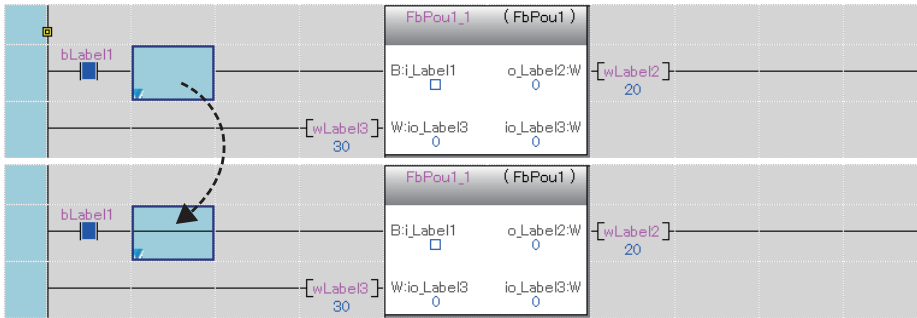 FbPou1_1 (FbPou1)
bLabel1
B:i_Label1 o_Label2:W [wLabel2]
0 20
[wLabel3] W:io_Label3 io_Label3:W
30 0 0
FbPou1_1 (FbPou1)
bLabel1
B:i_Label1 o_Label2:W [wLabel2]
0 20
[wLabel3] W:io_Label3 io_Label3:W
30 0 0